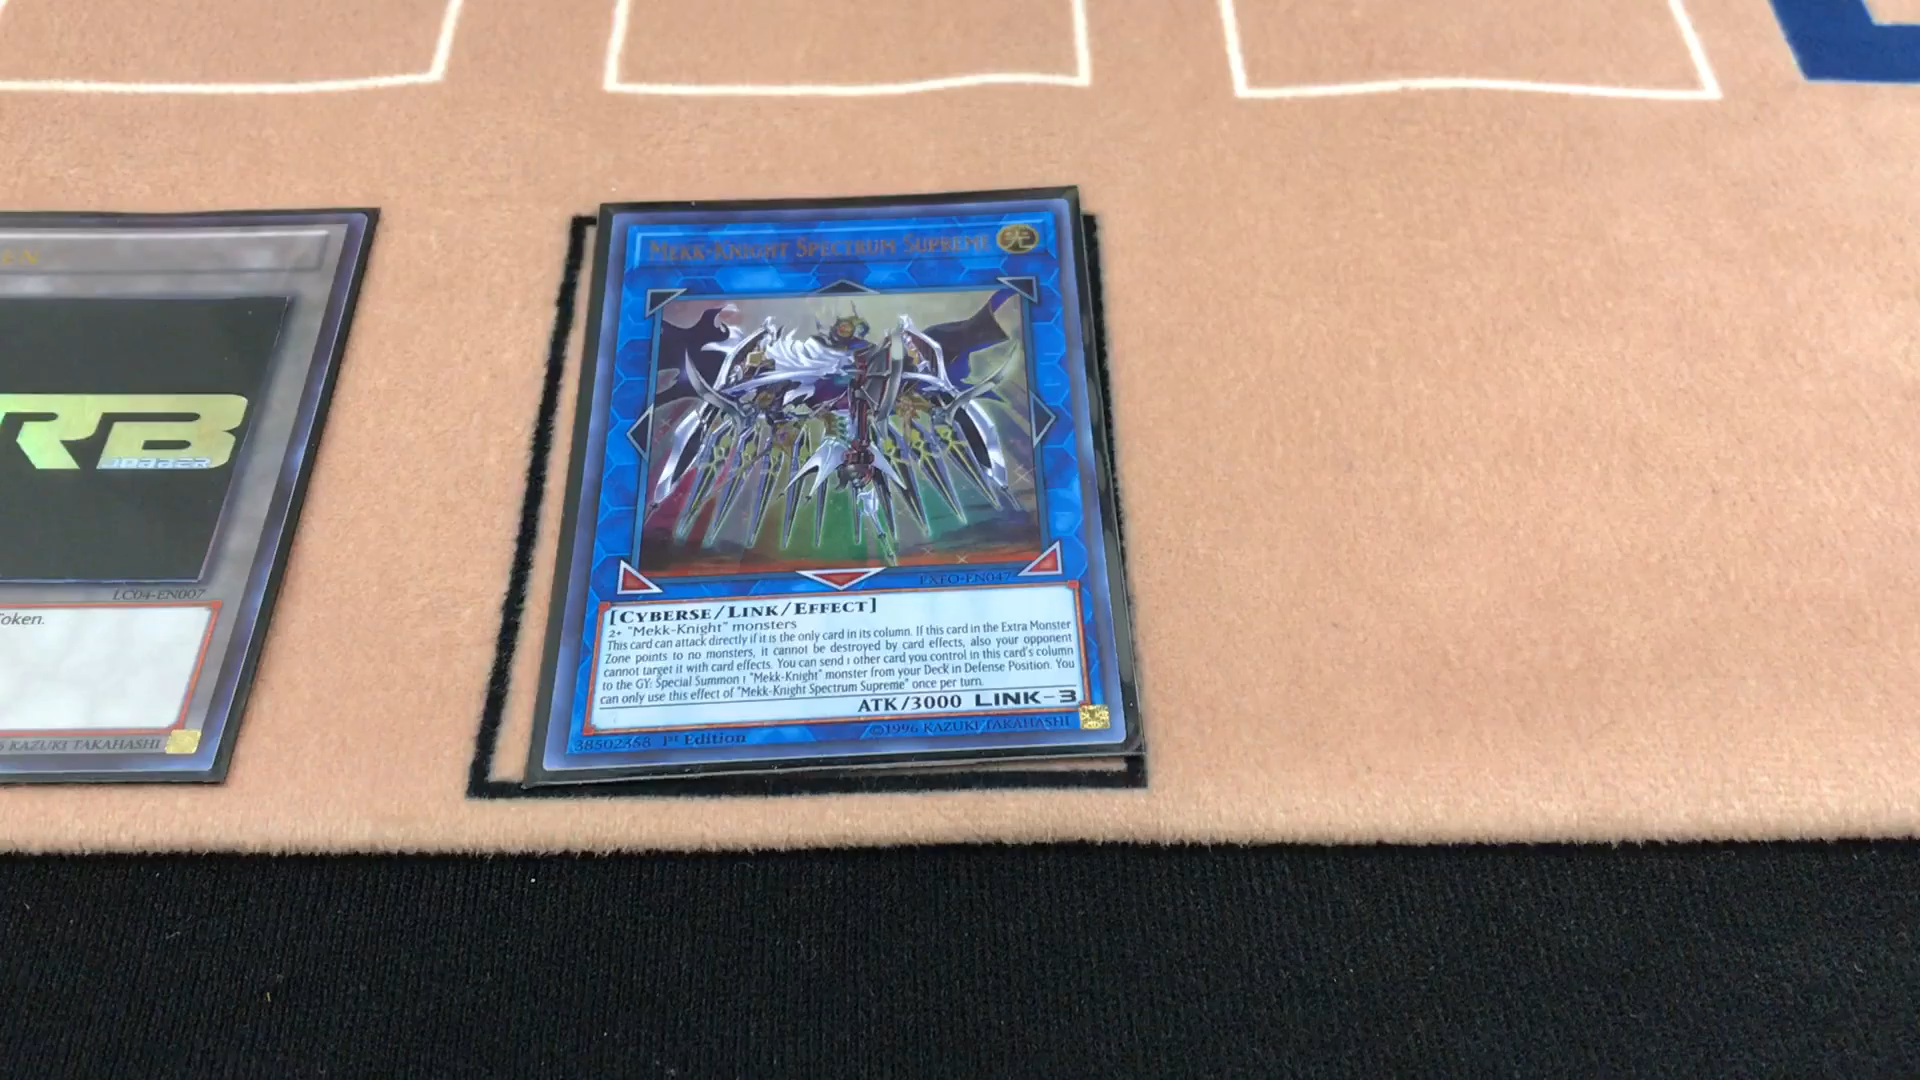 MEKK-KNIGHT SPECTRUM SUPREME
光
RB
LC04-EN007
EXFO-EN047
Token.
[CYBERSE/LINK/EFFECT]
2+ "Mekk-Knight" monsters
This card can attack directly if it is the only card in its column. If this card in the Extra Monster
Zone points to no monsters, it cannot be destroyed by card effects, also your opponent
cannot target it with card effects. You can send 1 other card you control in this card's column
to the GY: Special Summon 1 "Mekk-Knight" monster from your Deck in Defense Position. You
can only use this effect of "Mekk-Knight Spectrum Supreme" once per turn.
ATK/3000 LINK-3
6 KAZUKI TAKAHASHI
38502358 1st Edition
©1996 KAZUKI TAKAHASHI